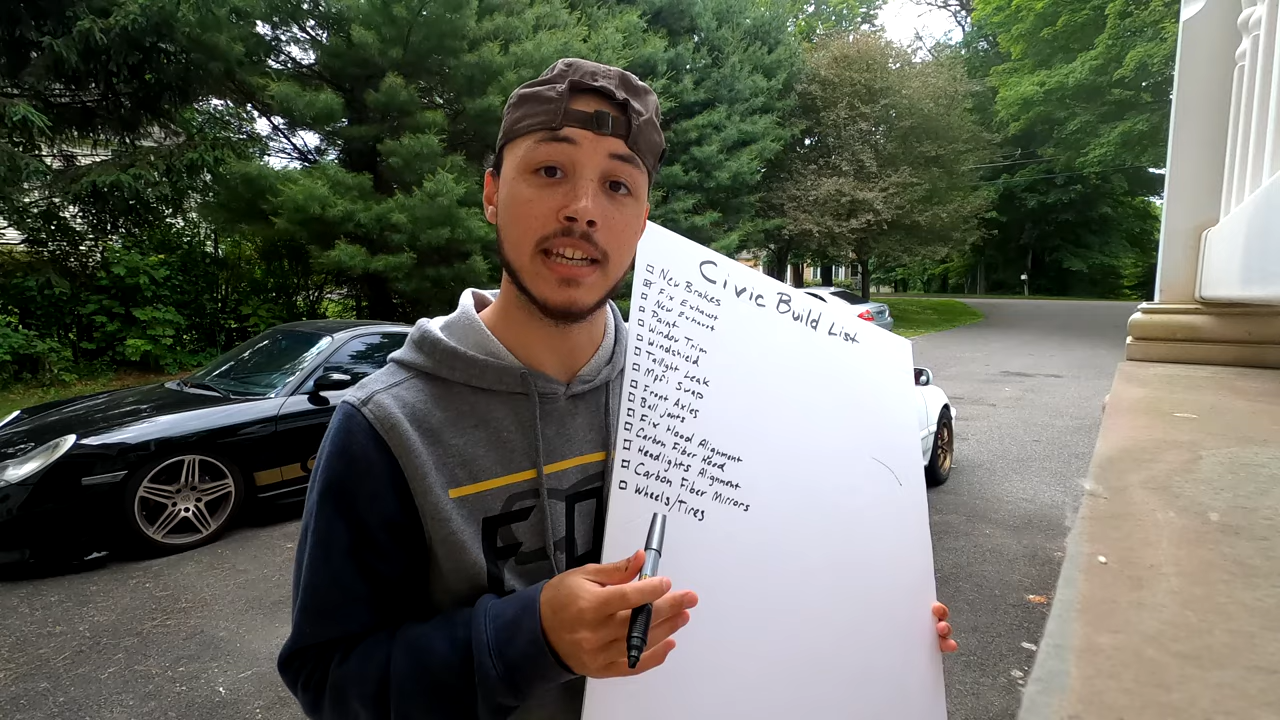 Civic Build List
New Brakes
Fix Exhaust
New Exhaust
Paint
Window Trim
Windshield
Taillight Leak
Mpfi Swap
Front Axles
Ball Joints
Fix Hood Alignment
Carbon Fiber Hood
Headlights Alignment
Carbon Fiber Mirrors
Wheels/Tires